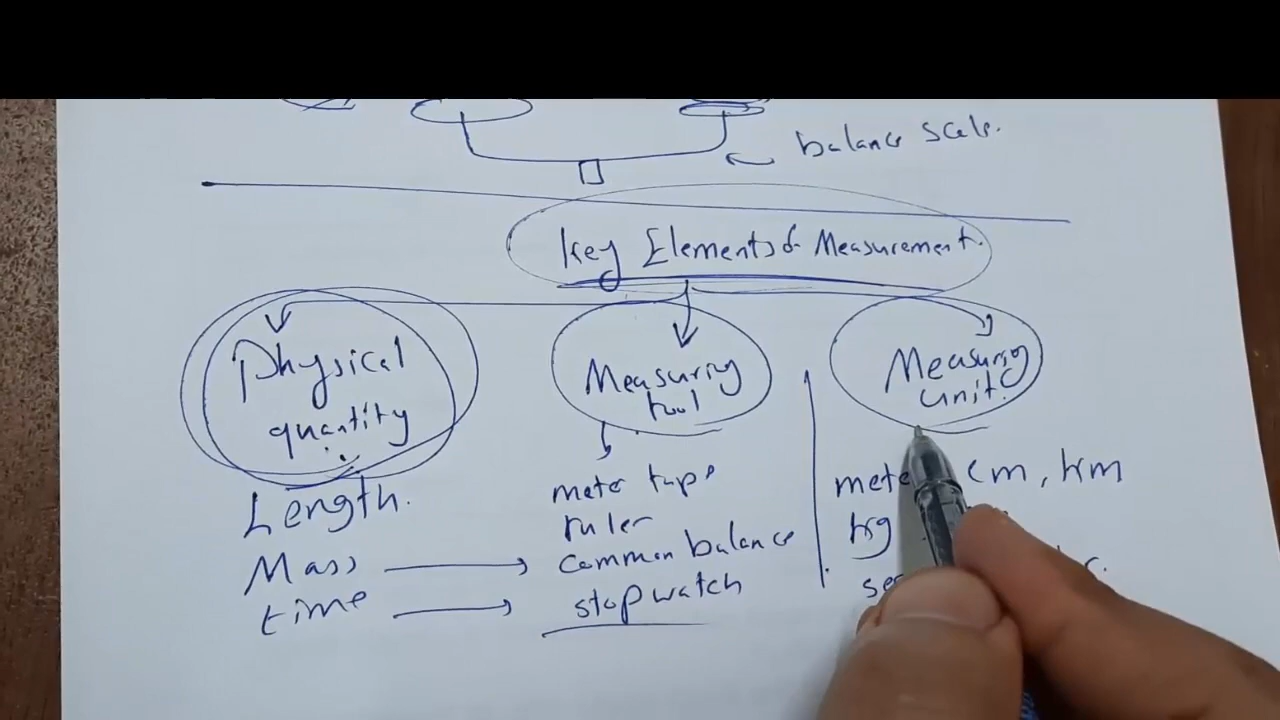 balance scale.
Key Elements of Measurement.
Physical
quantity
Measuring
tool
Measuring
unit.
Length.
Mass
time
meter tape
ruler
common balance
stopwatch
cm, km
kg